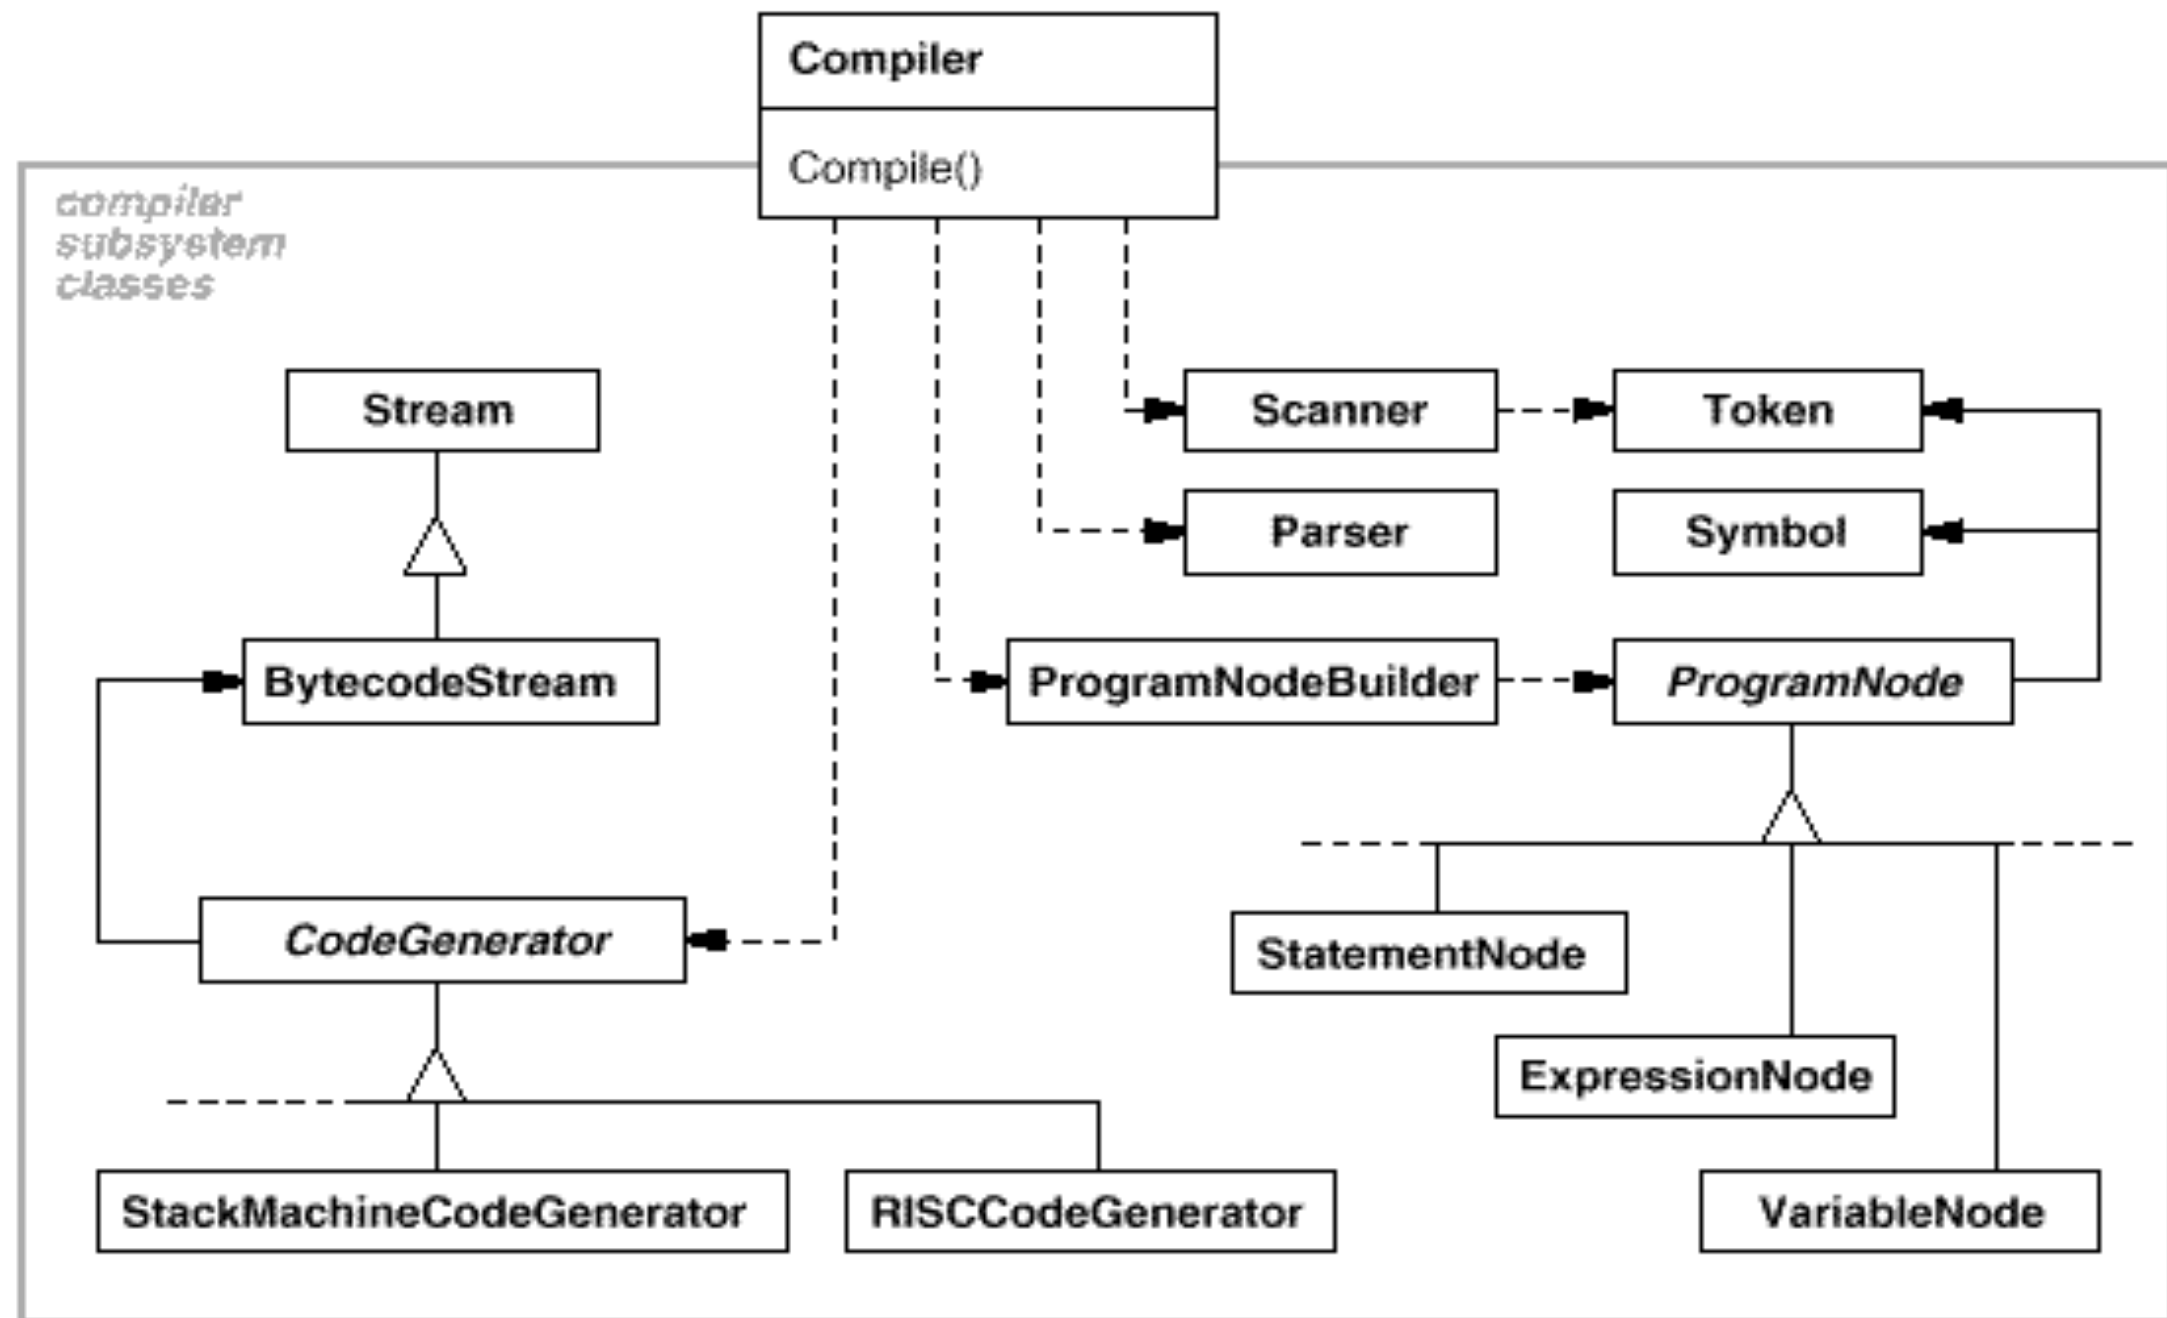 Compiler
Compile()
compiler
subsystem
classes
Stream
Scanner
Token
Parser
Symbol
BytecodeStream
ProgramNodeBuilder
ProgramNode
CodeGenerator
StatementNode
ExpressionNode
StackMachineCodeGenerator
RISCCodeGenerator
VariableNode